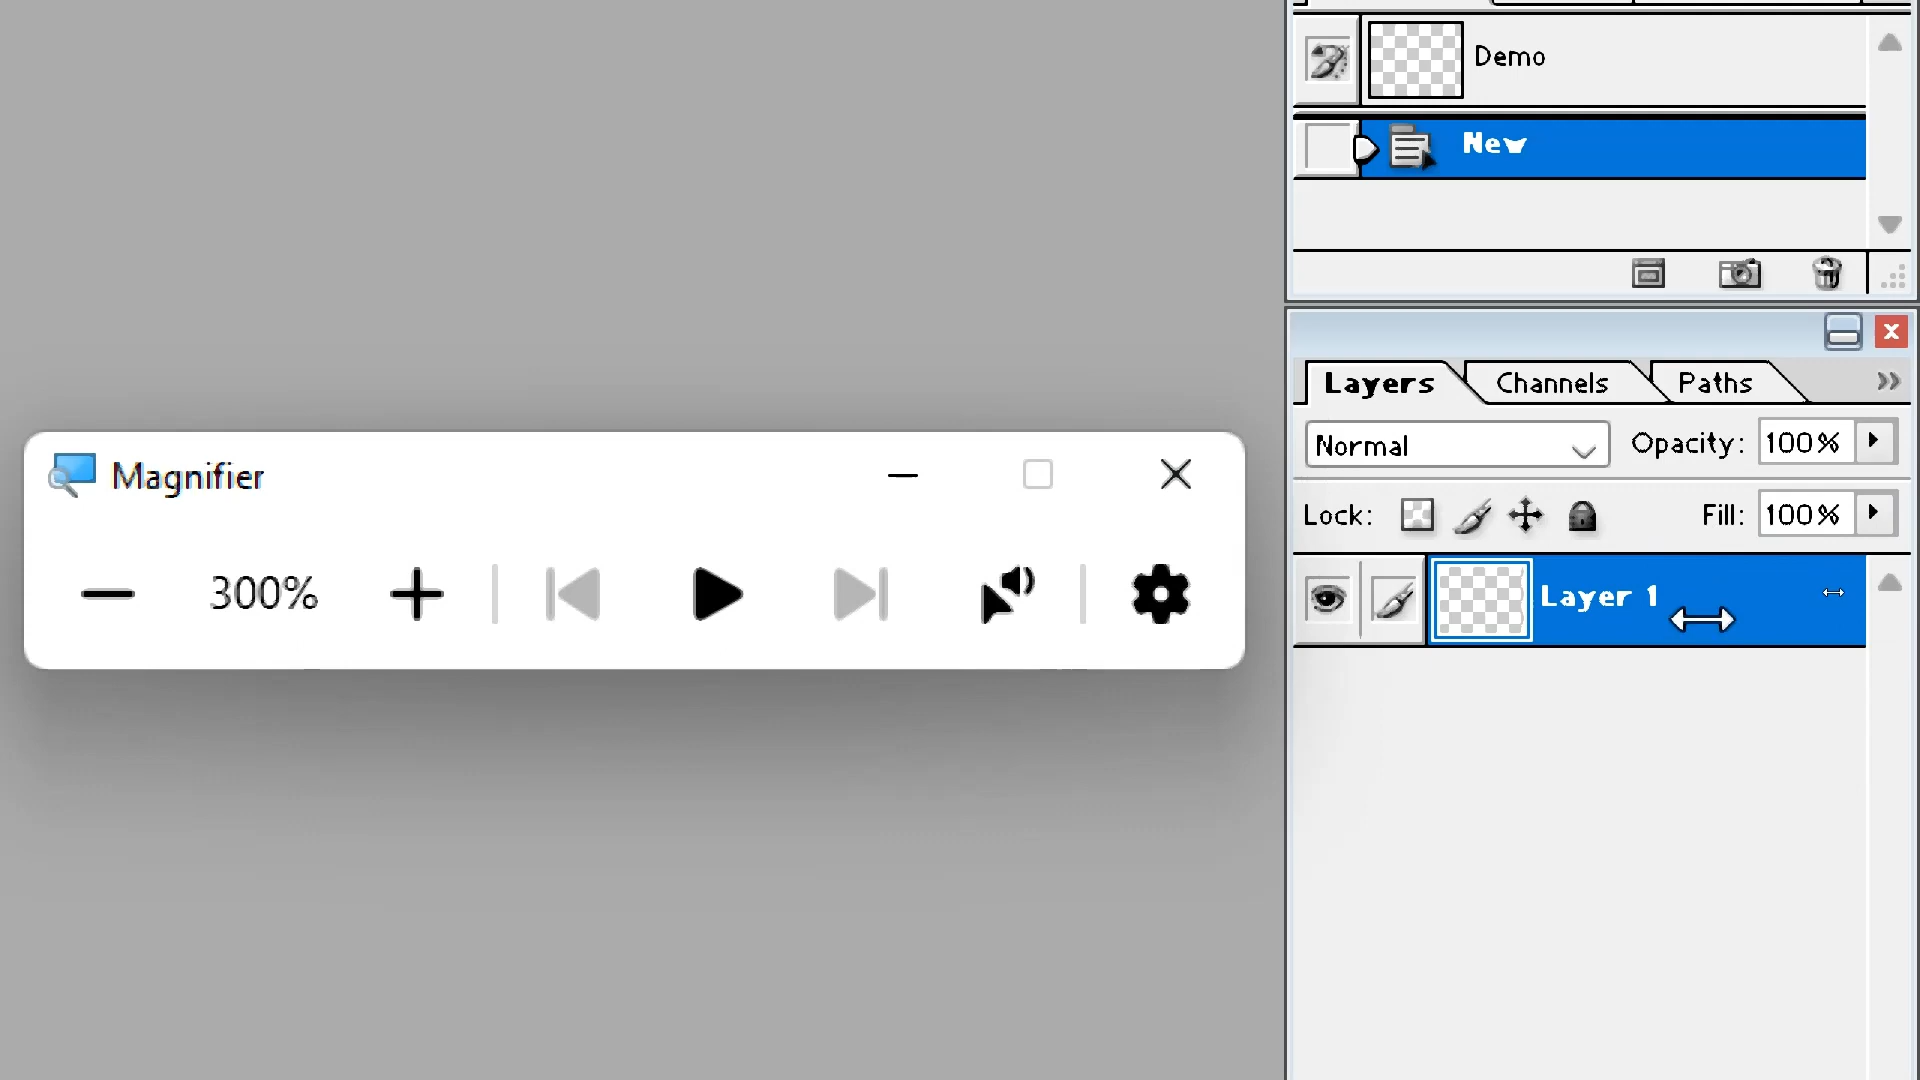 Demo
New
Magnifier
300%
Layers
Channels
Paths
Normal
Opacity: 100%
Lock:
Fill: 100%
Layer 1